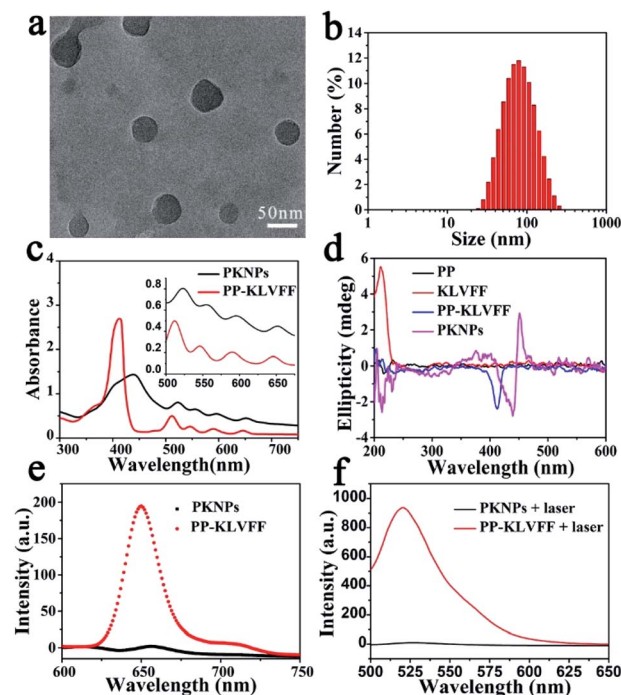 a
50nm
b
Number (%)
14
12
10
8
6
4
2
0
1 10 100 1000
Size (nm)
c
Absorbance
4
3
2
1
0
PKNPs
PP-KLVFF
0.8
0.6
0.4
0.2
0.0
500 550 600 650
300 400 500 600 700
Wavelength(nm)
d
Ellipticity (mdeg)
6
4
2
0
-2
-4
PP
KLVFF
PP-KLVFF
PKNPs
200 300 400 500 600
Wavelength (nm)
e
Intensity (a.u.)
200
150
100
50
0
PKNPs
PP-KLVFF
600 650 700 750
Wavelength (nm)
f
Intensity (a.u.)
1000
800
600
400
200
0
PKNPs + laser
PP-KLVFF + laser
500 525 550 575 600 625 650
Wavelength (nm)